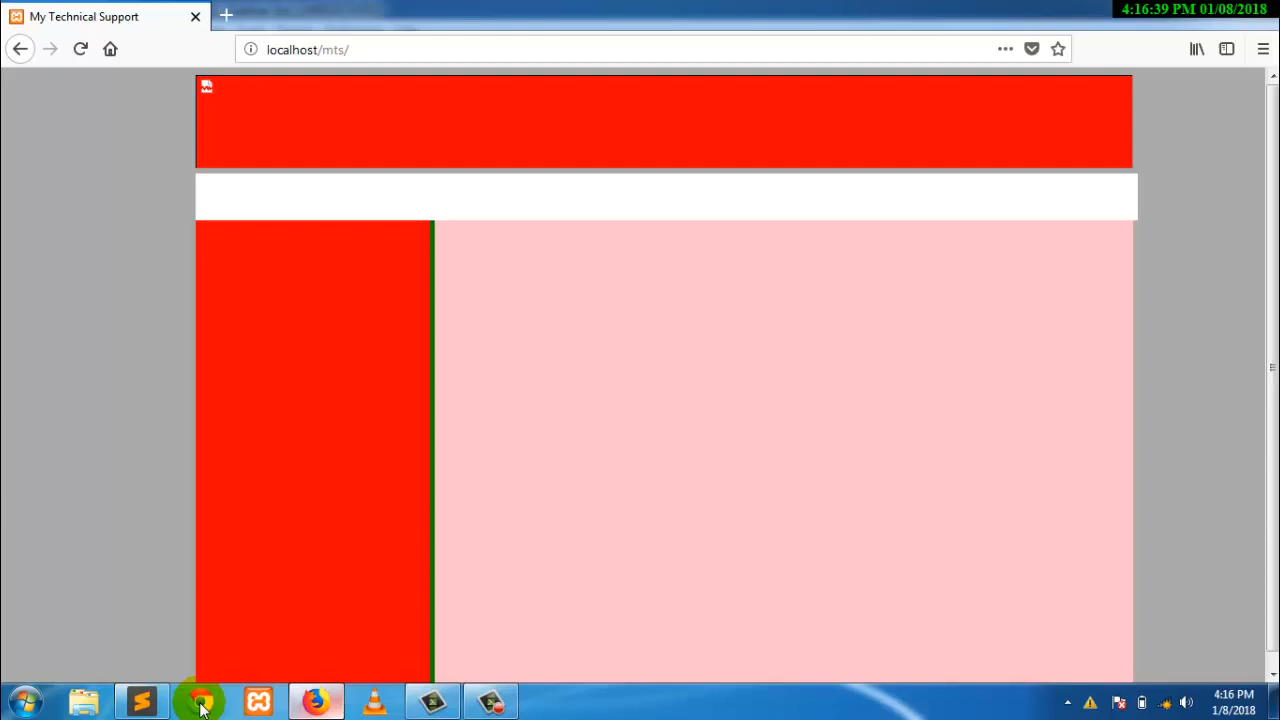 4:16:39 PM 01/08/2018
My Technical Support
localhost/mts/
4:16 PM
1/8/2018